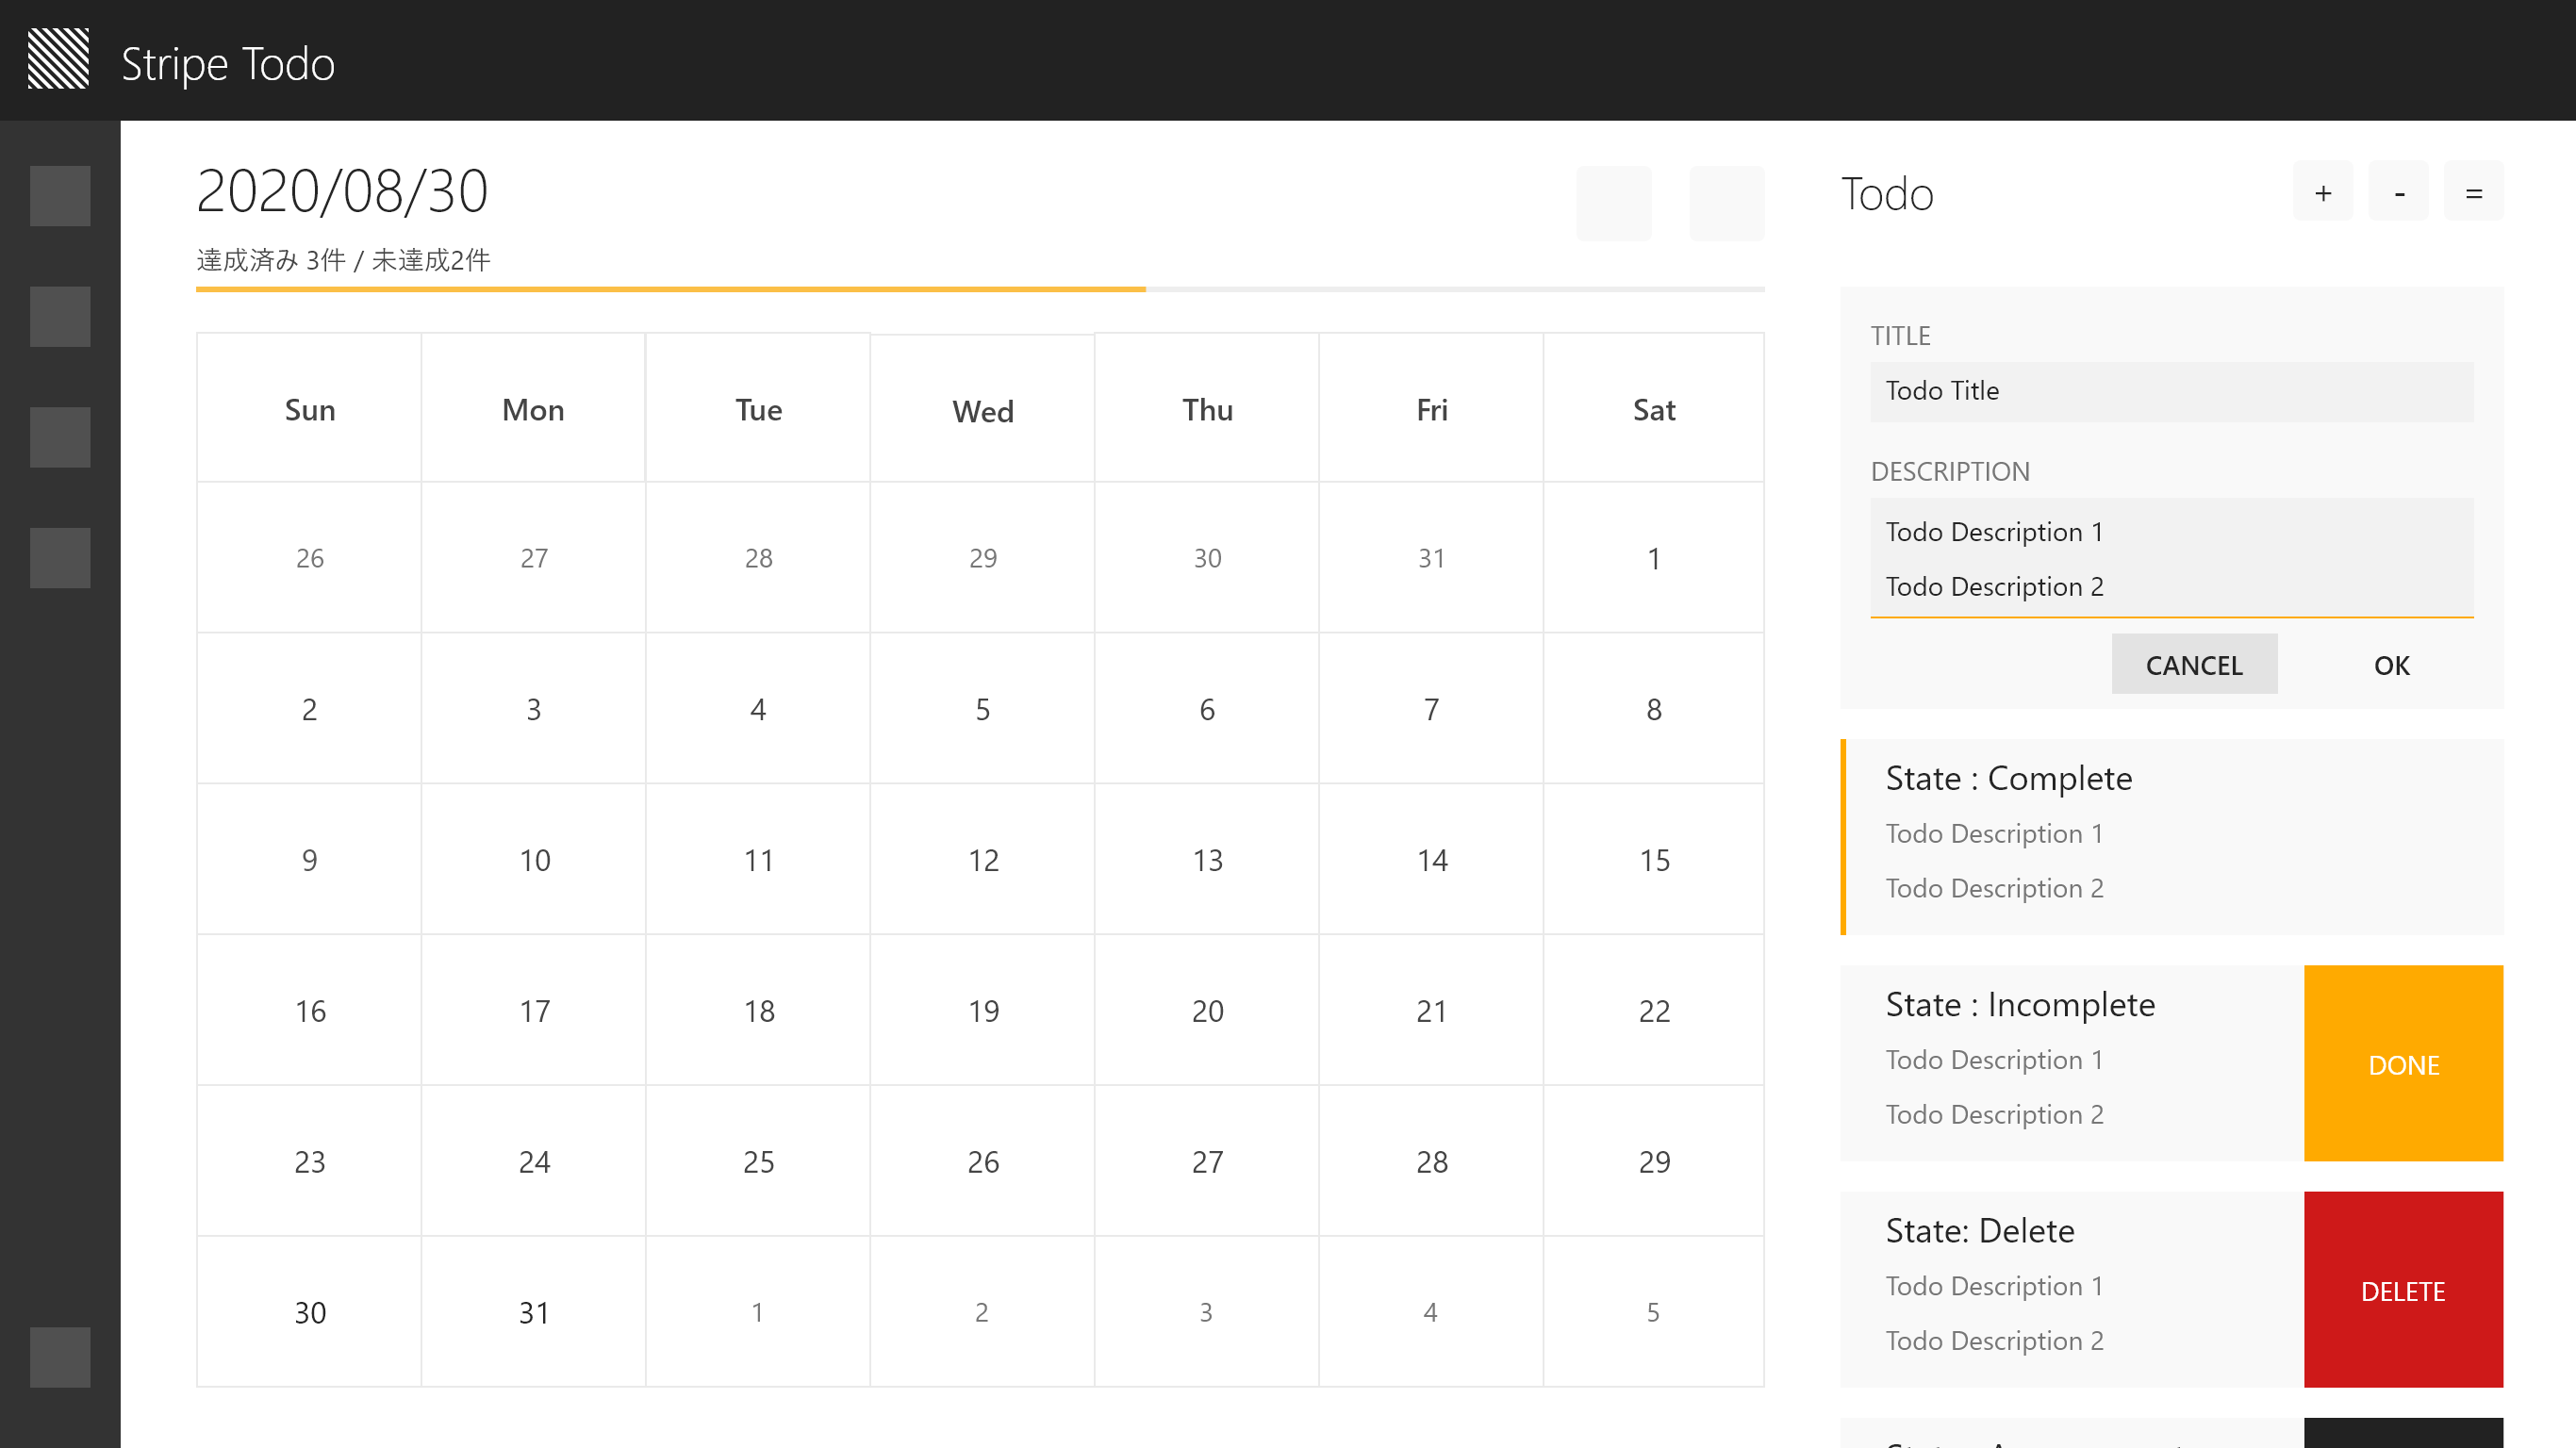 Stripe Todo
2020/08/30
達成済み 3件 / 未達成2件
Sun Mon Tue Wed Thu Fri Sat
26 27 28 29 30 31 1
2 3 4 5 6 7 8
9 10 11 12 13 14 15
16 17 18 19 20 21 22
23 24 25 26 27 28 29
30 31 1 2 3 4 5
Todo
+ - =
TITLE
Todo Title
DESCRIPTION
Todo Description 1
Todo Description 2
CANCEL OK
State : Complete
Todo Description 1
Todo Description 2
State : Incomplete
Todo Description 1
Todo Description 2
DONE
State: Delete
Todo Description 1
Todo Description 2
DELETE